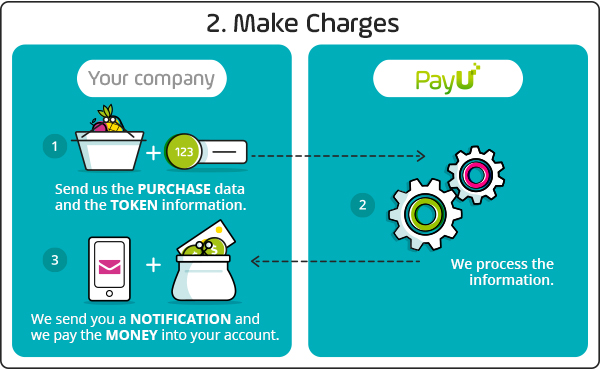 2. Make Charges
Your company
PayU
1
123
Send us the PURCHASE data
and the TOKEN information.
2
We process the
information.
3
$
We send you a NOTIFICATION and
we pay the MONEY into your account.